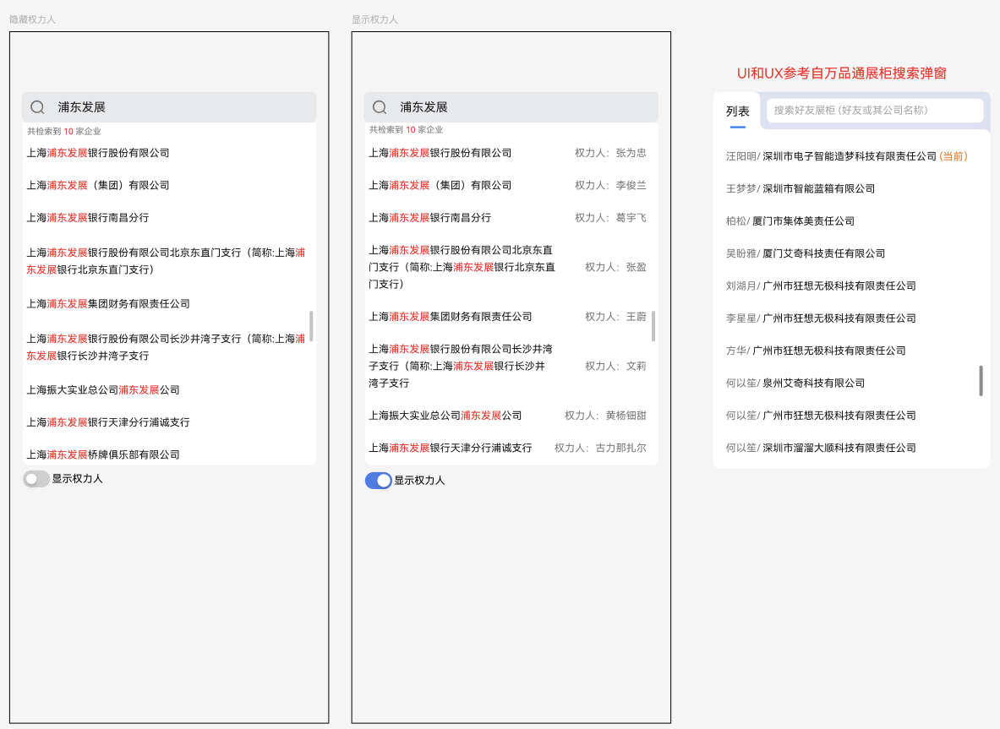 隐藏权力人
浦东发展
共检索到 10 家企业
上海浦东发展银行股份有限公司
上海浦东发展（集团）有限公司
上海浦东发展银行南昌分行
上海浦东发展银行股份有限公司北京东直门支行（简称:上海浦
东发展银行北京东直门支行）
上海浦东发展集团财务有限责任公司
上海浦东发展银行股份有限公司长沙井湾子支行（简称:上海浦
东发展银行长沙井湾子支行
上海振大实业总公司浦东发展公司
上海浦东发展银行天津分行浦诚支行
上海浦东发展桥牌俱乐部有限公司
显示权力人
显示权力人
浦东发展
共检索到 10 家企业
上海浦东发展银行股份有限公司 权力人：张为忠
上海浦东发展（集团）有限公司 权力人：李俊兰
上海浦东发展银行南昌分行 权力人：葛宇飞
上海浦东发展银行股份有限公司北京东直
门支行（简称:上海浦东发展银行北京东直 权力人：张盈
门支行）
上海浦东发展集团财务有限责任公司 权力人：王蔚
上海浦东发展银行股份有限公司长沙井湾
子支行（简称:上海浦东发展银行长沙井 权力人：文莉
湾子支行
上海振大实业总公司浦东发展公司 权力人：黄杨钿甜
上海浦东发展银行天津分行浦诚支行 权力人：古力那扎尔
显示权力人
UI和UX参考自万品通展柜搜索弹窗
列表 搜索好友展柜 (好友或其公司名称)
汪阳明/ 深圳市电子智能造梦科技有限责任公司 (当前)
王梦梦/ 深圳市智能蓝箱有限公司
柏松/ 厦门市集体美责任公司
吴盼雅/ 厦门艾奇科技责任有限公司
刘湖月/ 广州市狂想无极科技有限责任公司
李星星/ 广州市狂想无极科技有限责任公司
方华/ 广州市狂想无极科技有限责任公司
何以笙/ 泉州艾奇科技有限公司
何以笙/ 广州市狂想无极科技有限责任公司
何以笙/ 深圳市溜溜大顺科技有限责任公司